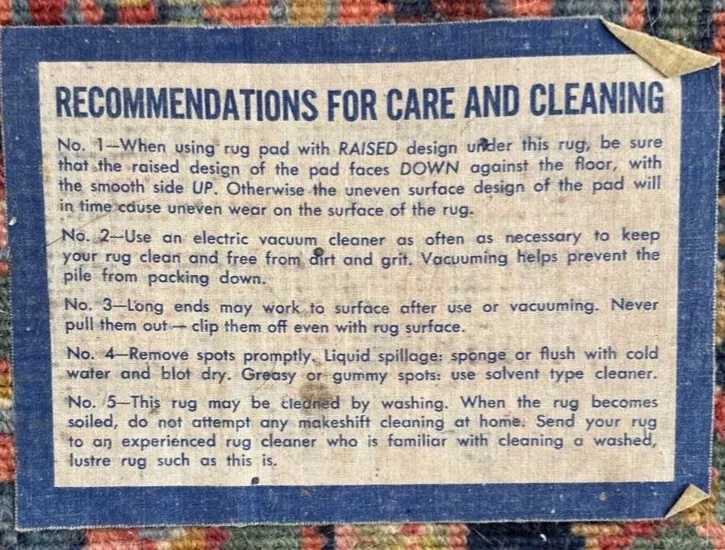 RECOMMENDATIONS FOR CARE AND CLEANING
No. 1—When using rug pad with RAISED design under this rug, be sure
that the raised design of the pad faces DOWN against the floor, with
the smooth side UP. Otherwise the uneven surface design of the pad will
in time cause uneven wear on the surface of the rug.
No. 2—Use an electric vacuum cleaner as often as necessary to keep
your rug clean and free from dirt and grit. Vacuuming helps prevent the
pile from packing down.
No. 3—Long ends may work to surface after use or vacuuming. Never
pull them out — clip them off even with rug surface.
No. 4—Remove spots promptly. Liquid spillage: sponge or flush with cold
water and blot dry. Greasy or gummy spots: use solvent type cleaner.
No. 5—This rug may be cleaned by washing. When the rug becomes
soiled, do not attempt any makeshift cleaning at home. Send your rug
to an experienced rug cleaner who is familiar with cleaning a washed,
lustre rug such as this is.